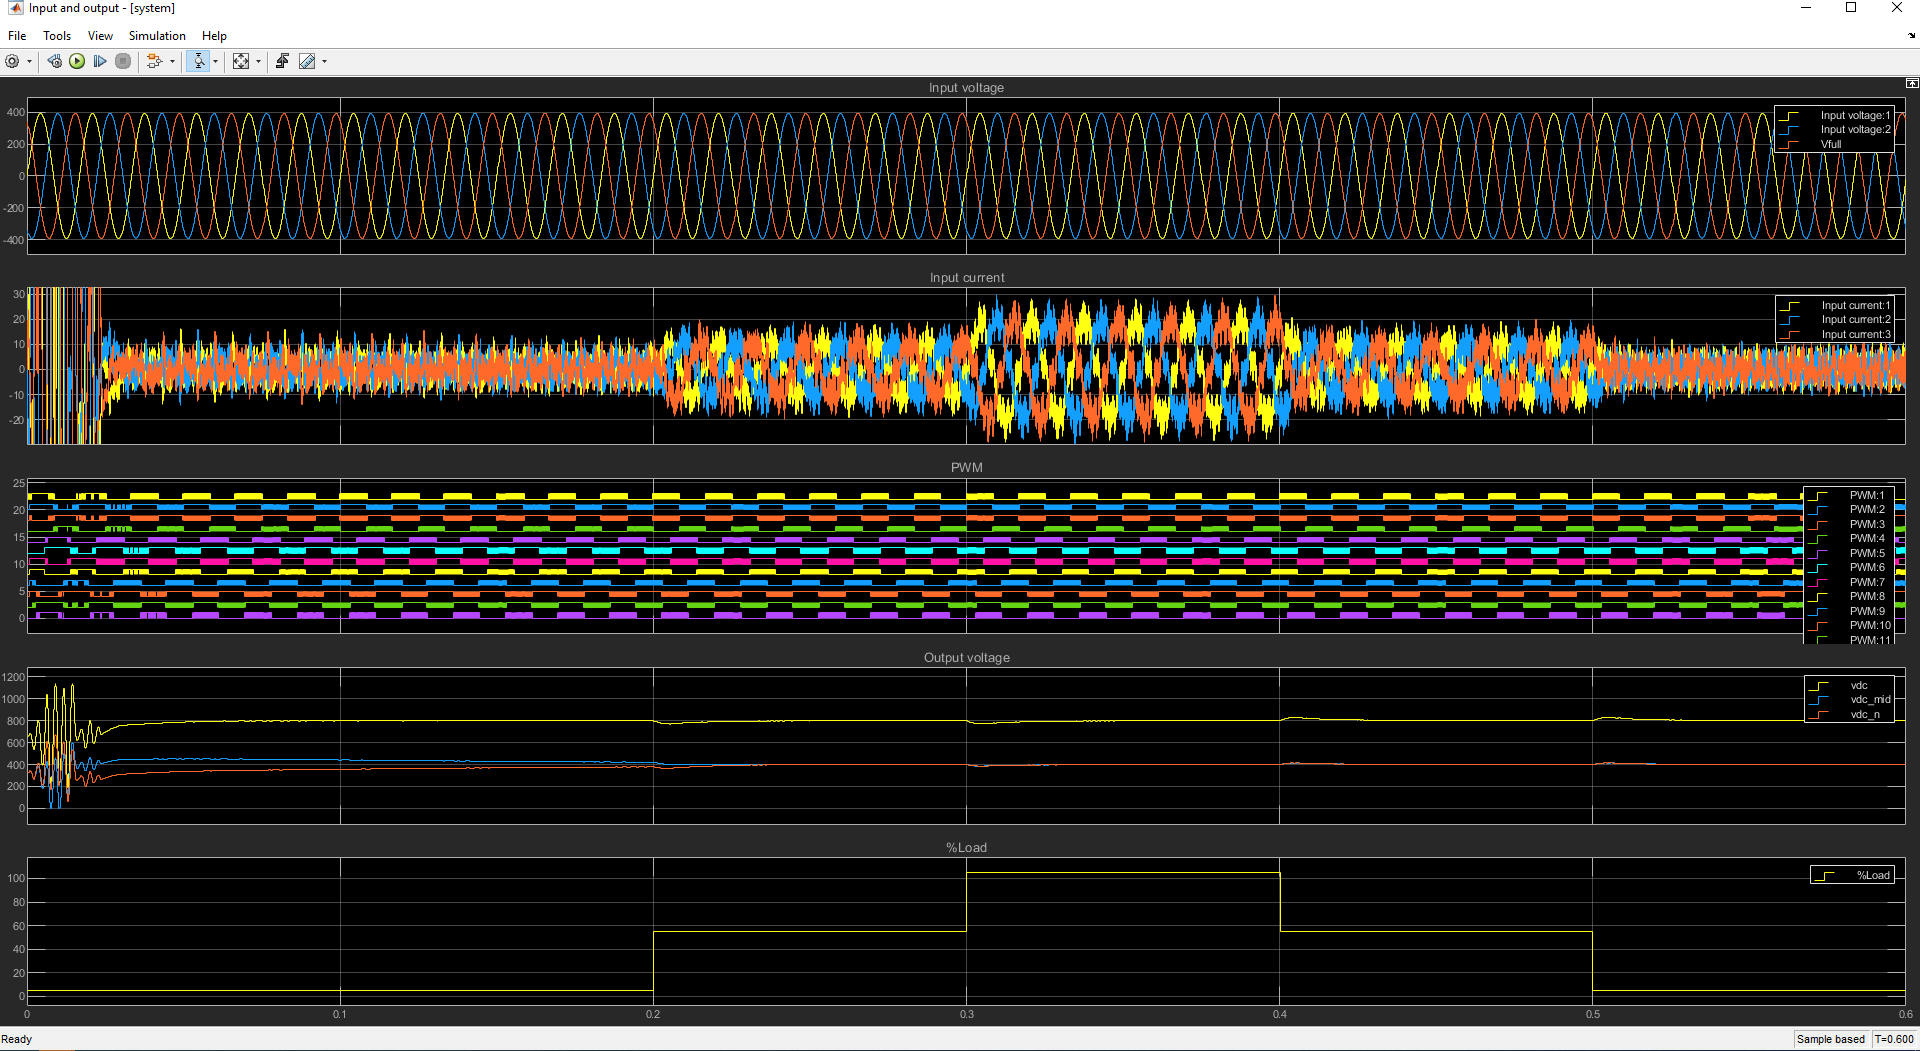 Input and output - [system]
File Tools View Simulation Help
Input voltage
400
200
0
-200
-400
Input voltage:1
Input voltage:2
Vfull
Input current
30
20
10
0
-10
-20
Input current:1
Input current:2
Input current:3
PWM
25
20
15
10
5
0
PWM:1
PWM:2
PWM:3
PWM:4
PWM:5
PWM:6
PWM:7
PWM:8
PWM:9
PWM:10
PWM:11
Output voltage
1200
1000
800
600
400
200
0
vdc
vdc_mid
vdc_n
%Load
100
80
60
40
20
0
%Load
0 0.1 0.2 0.3 0.4 0.5 0.6
Ready
Sample based T=0.600